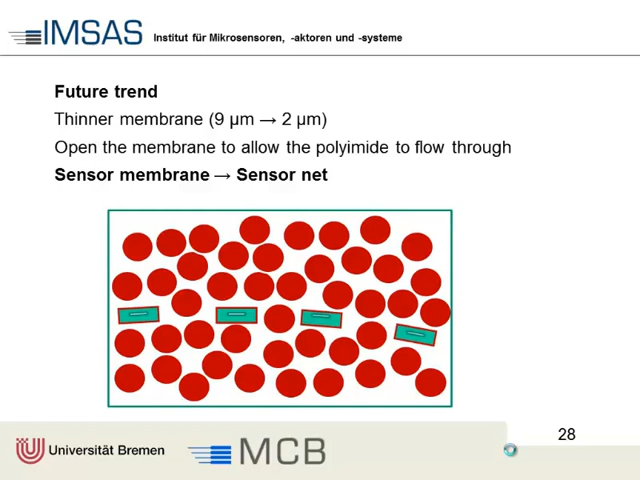 IMSAS Institut für Mikrosensoren, -aktoren und -systeme
Future trend
Thinner membrane (9 µm → 2 µm)
Open the membrane to allow the polyimide to flow through
Sensor membrane → Sensor net
28
Universität Bremen
MCB